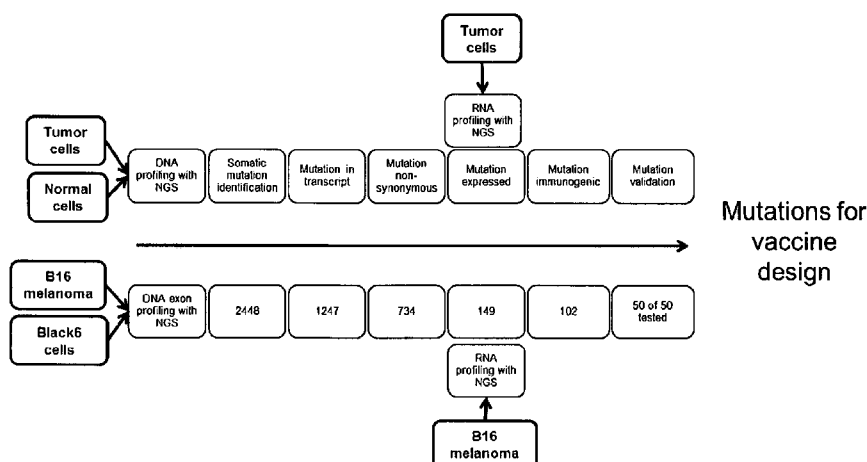 Tumor
cells
RNA
profiling with
NGS
Tumor
cells
Normal
cells
DNA
profiling with
NGS
Somatic
mutation
identification
Mutation in
transcript
Mutation
non-
synonymous
Mutation
expressed
Mutation
immunogenic
Mutation
validation
Mutations for
vaccine
design
B16
melanoma
Black6
cells
DNA exon
profiling with
NGS
2448
1247
734
149
102
50 of 50
tested
RNA
profiling with
NGS
B16
melanoma